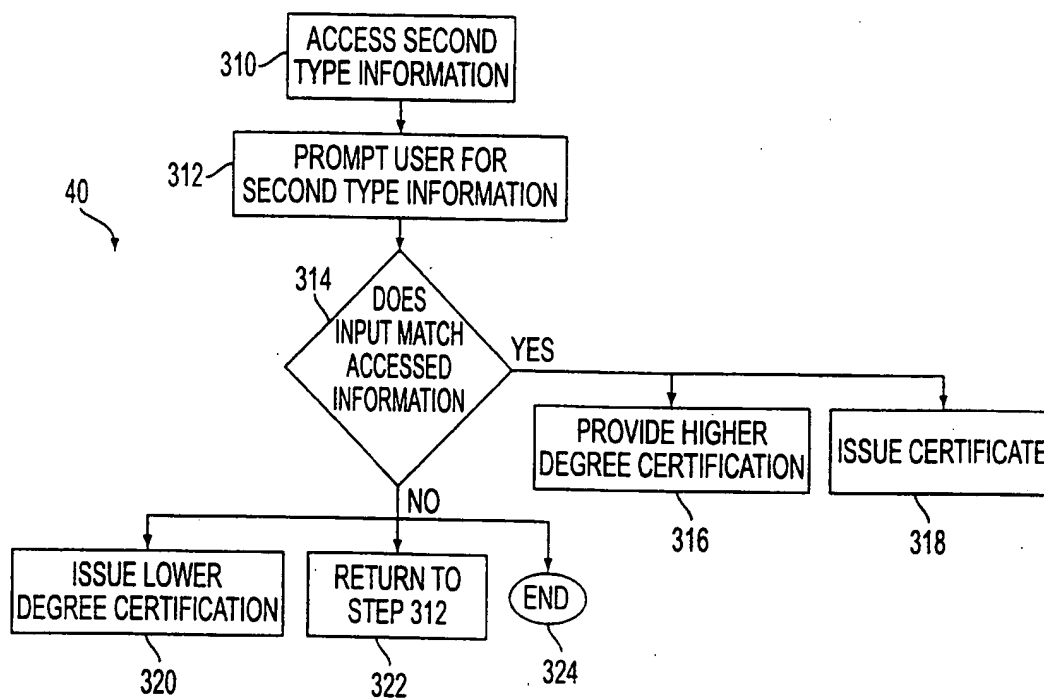 ACCESS SECOND
TYPE INFORMATION
310
PROMPT USER FOR
SECOND TYPE INFORMATION
312
40
314
DOES
INPUT MATCH
ACCESSED
INFORMATION
YES
PROVIDE HIGHER
DEGREE CERTIFICATION
316
ISSUE CERTIFICATE
318
NO
ISSUE LOWER
DEGREE CERTIFICATION
320
RETURN TO
STEP 312
322
END
324